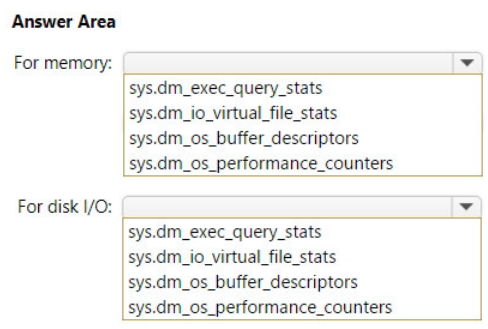 Answer Area
For memory:
sys.dm_exec_query_stats
sys.dm_io_virtual_file_stats
sys.dm_os_buffer_descriptors
sys.dm_os_performance_counters
For disk I/O:
sys.dm_exec_query_stats
sys.dm_io_virtual_file_stats
sys.dm_os_buffer_descriptors
sys.dm_os_performance_counters